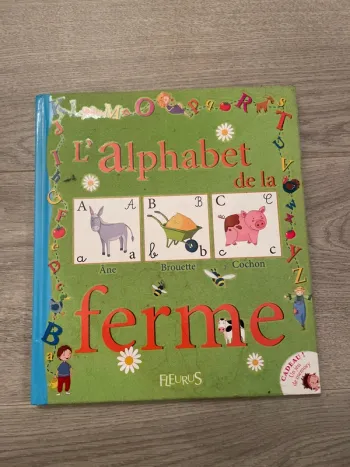 L'alphabet
de la
A A B B C C
a a b b c c
Âne Brouette Cochon
ferme
FLEURUS
CADEAU !